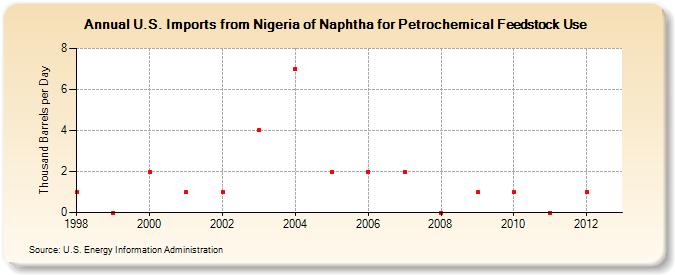 Annual U.S. Imports from Nigeria of Naphtha for Petrochemical Feedstock Use
Thousand Barrels per Day
8
6
4
2
0
1998 2000 2002 2004 2006 2008 2010 2012
Source: U.S. Energy Information Administration